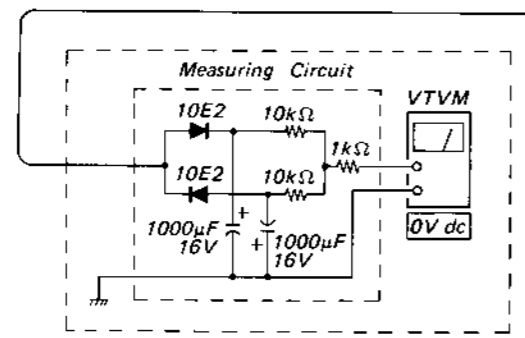 Measuring Circuit
10E2
10kΩ
VTVM
1kΩ
10E2
10kΩ
+
1000µF
16V
+
1000µF
16V
0V dc